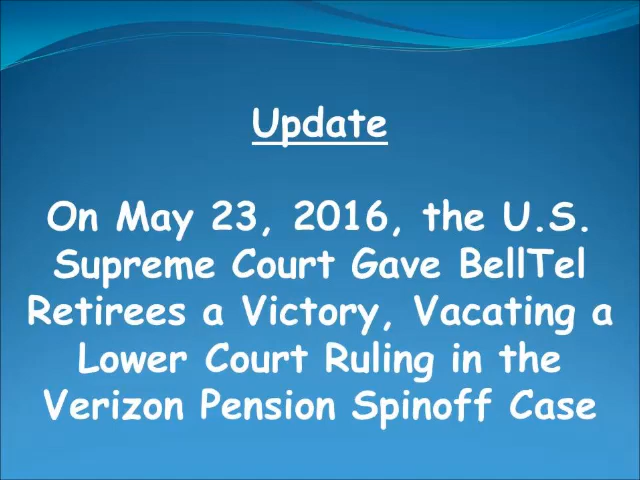 Update
On May 23, 2016, the U.S.
Supreme Court Gave BellTel
Retirees a Victory, Vacating a
Lower Court Ruling in the
Verizon Pension Spinoff Case